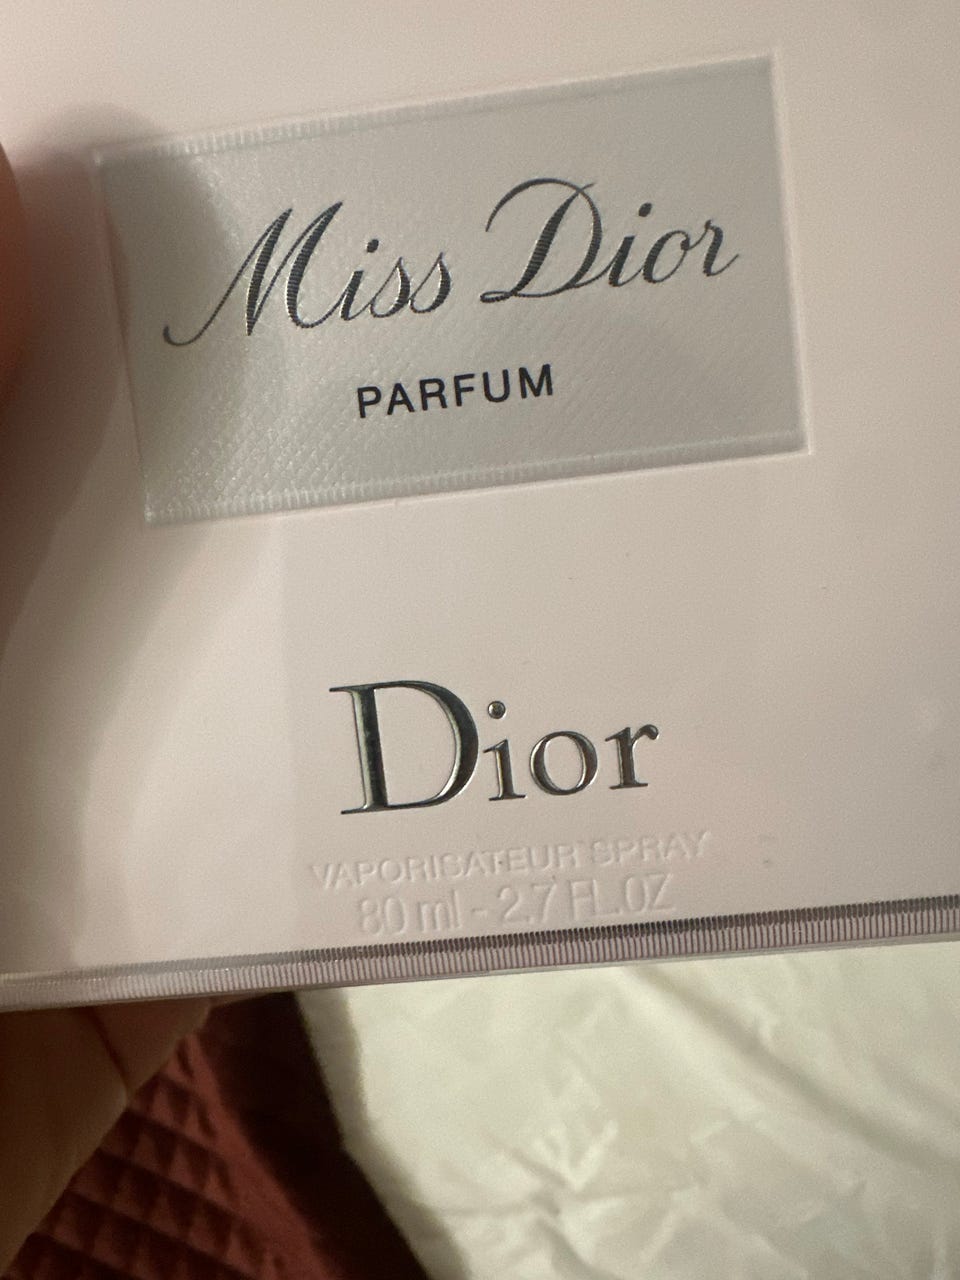 Miss Dior
PARFUM
Dior
VAPORISATEUR SPRAY
80 ml - 2.7 FL.OZ